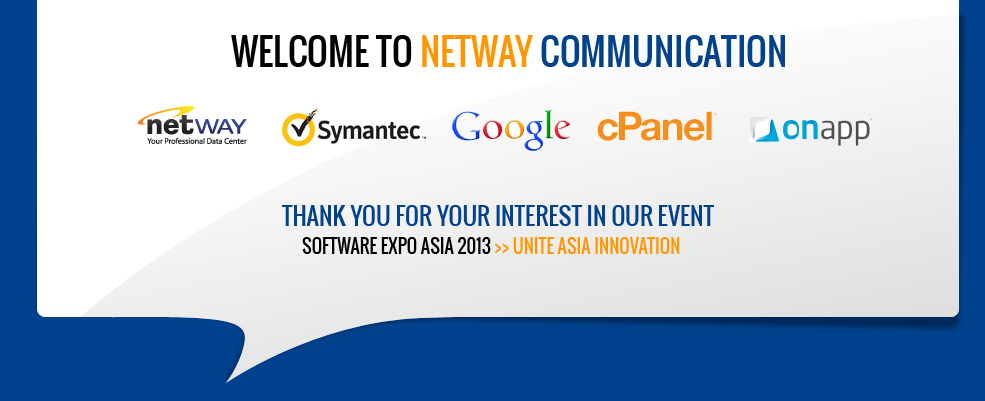 WELCOME TO NETWAY COMMUNICATION
netWAY Symantec™ Google cPanel onapp
Your Professional Data Center
THANK YOU FOR YOUR INTEREST IN OUR EVENT
SOFTWARE EXPO ASIA 2013 >> UNITE ASIA INNOVATION